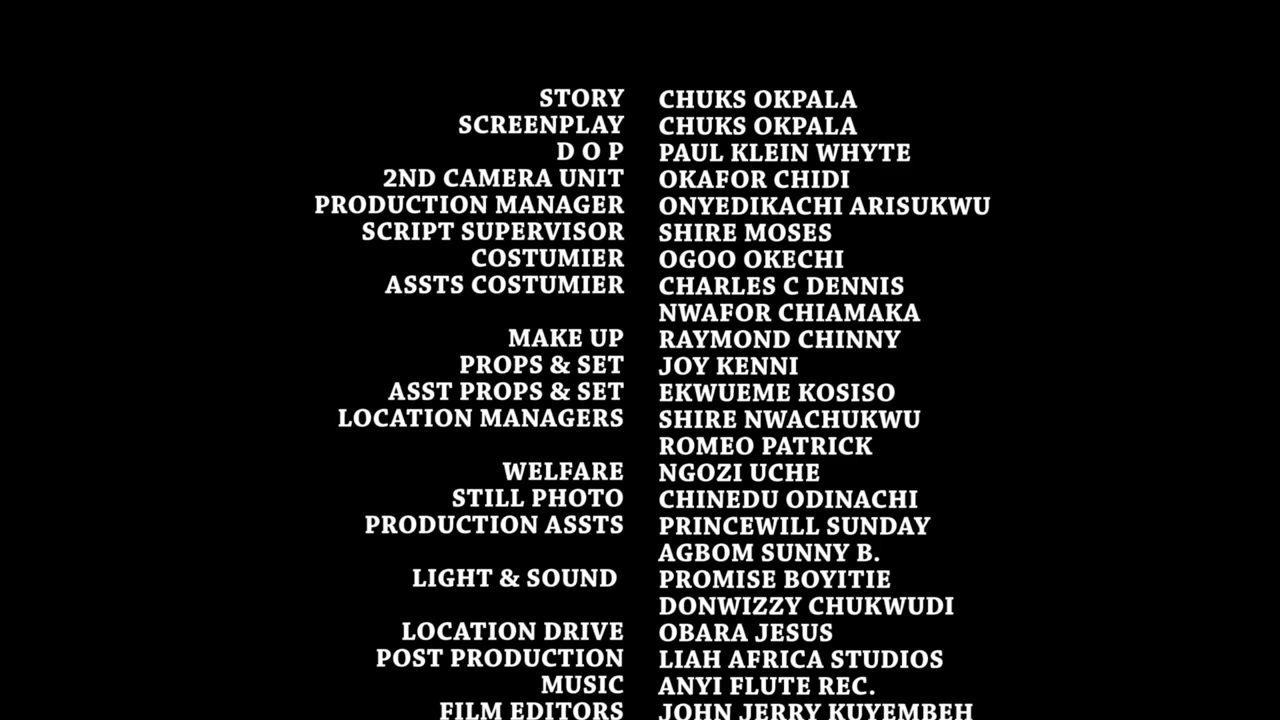 STORY CHUKS OKPALA
SCREENPLAY CHUKS OKPALA
D O P PAUL KLEIN WHYTE
2ND CAMERA UNIT OKAFOR CHIDI
PRODUCTION MANAGER ONYEDIKACHI ARISUKWU
SCRIPT SUPERVISOR SHIRE MOSES
COSTUMIER OGOO OKECHI
ASSTS COSTUMIER CHARLES C DENNIS
NWAFOR CHIAMAKA
MAKE UP RAYMOND CHINNY
PROPS & SET JOY KENNI
ASST PROPS & SET EKWUEME KOSISO
LOCATION MANAGERS SHIRE NWACHUKWU
ROMEO PATRICK
WELFARE NGOZI UCHE
STILL PHOTO CHINEDU ODINACHI
PRODUCTION ASSTS PRINCEWILL SUNDAY
AGBOM SUNNY B.
LIGHT & SOUND PROMISE BOYITIE
DONWIZZY CHUKWUDI
LOCATION DRIVE OBARA JESUS
POST PRODUCTION LIAH AFRICA STUDIOS
MUSIC ANYI FLUTE REC.
FILM EDITORS JOHN JERRY KUYEMBEH